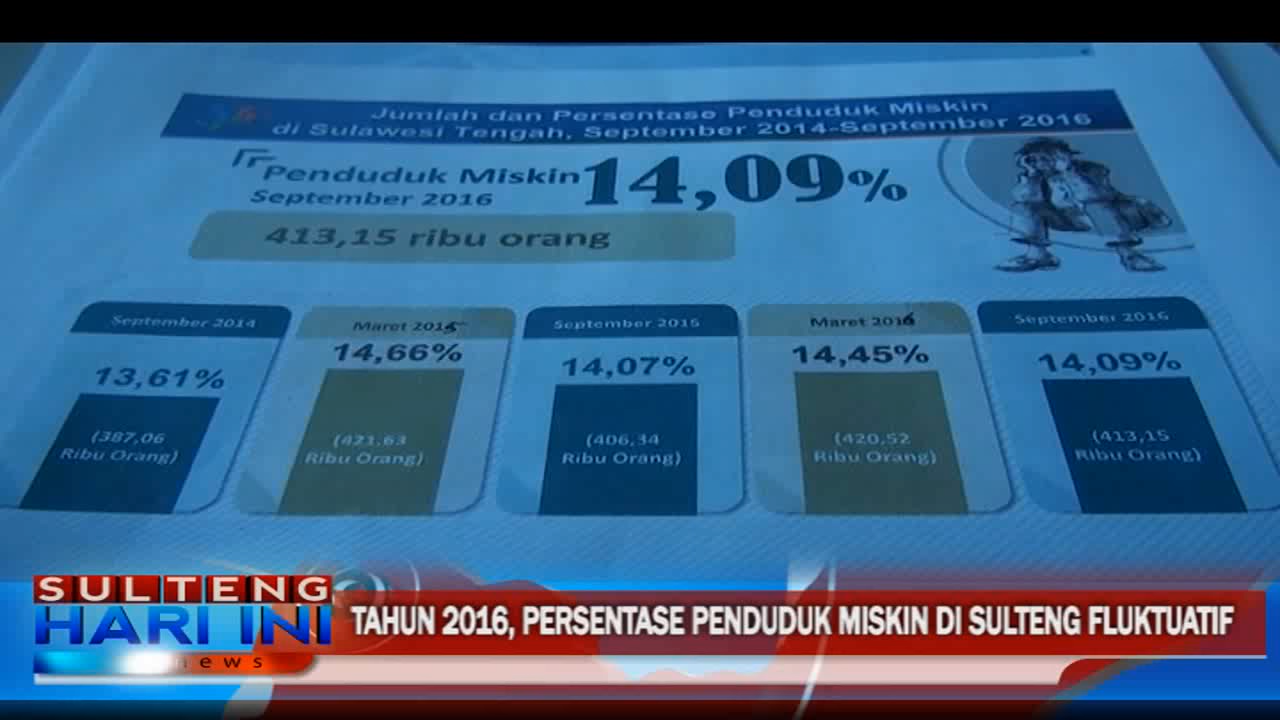 Jumlah dan Persentase Penduduk Miskin
di Sulawesi Tengah, September 2014-September 2016
Penduduk Miskin 14,09%
September 2016
413,15 ribu orang
September 2014
13,61%
(387,06
Ribu Orang)
Maret 2015
14,66%
(421,63
Ribu Orang)
September 2015
14,07%
(406,34
Ribu Orang)
Maret 2016
14,45%
(420,52
Ribu Orang)
September 2016
14,09%
(413,15
Ribu Orang)
SULTENG
HARI INI
news
TAHUN 2016, PERSENTASE PENDUDUK MISKIN DI SULTENG FLUKTUATIF